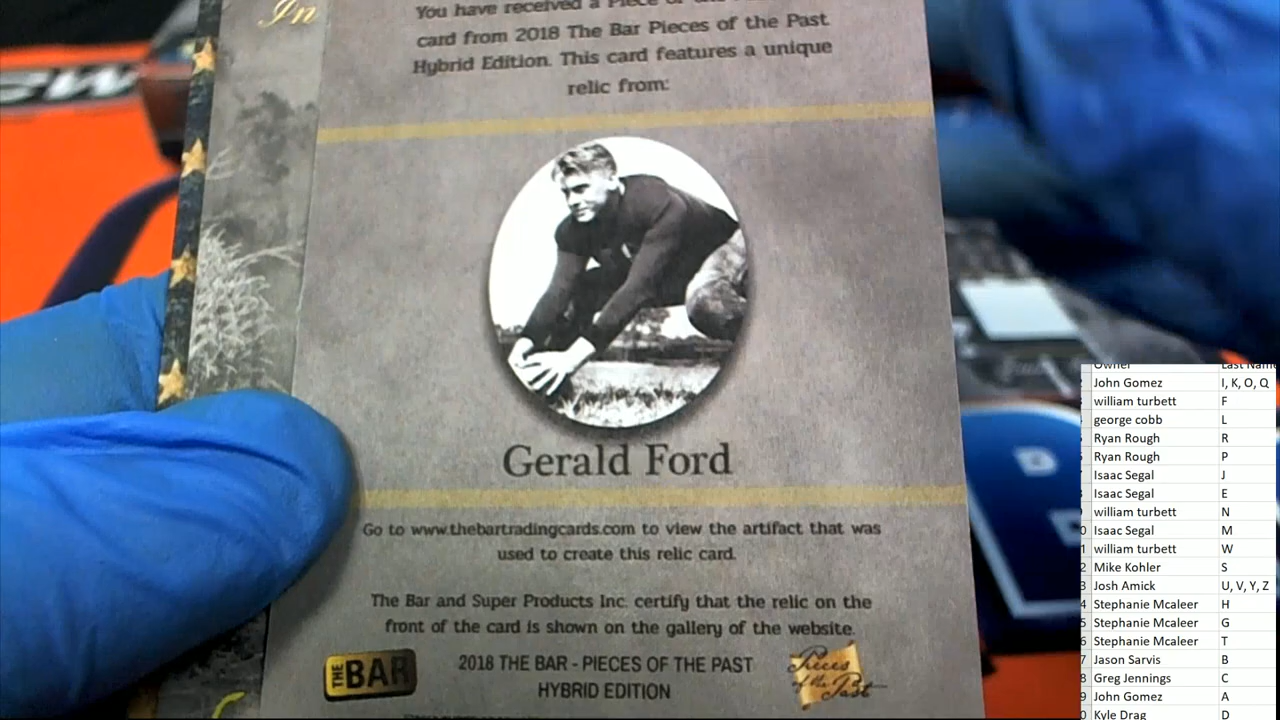 In
You have received a Piece of
card from 2018 The Bar Pieces of the Past
Hybrid Edition. This card features a unique
relic from:
Gerald Ford
Go to www.thebartradingcards.com to view the artifact that was
used to create this relic card.
The Bar and Super Products Inc. certify that the relic on the
front of the card is shown on the gallery of the website.
THE BAR
2018 THE BAR - PIECES OF THE PAST
HYBRID EDITION
Pieces
of the Past
Owner Last Name
John Gomez I, K, O, Q
william turbett F
george cobb L
Ryan Rough R
Ryan Rough P
Isaac Segal J
Isaac Segal E
william turbett N
Isaac Segal M
william turbett W
Mike Kohler S
Josh Amick U, V, Y, Z
Stephanie Mcaleer H
Stephanie Mcaleer G
Stephanie Mcaleer T
Jason Sarvis B
Greg Jennings C
John Gomez A
Kyle Drag D